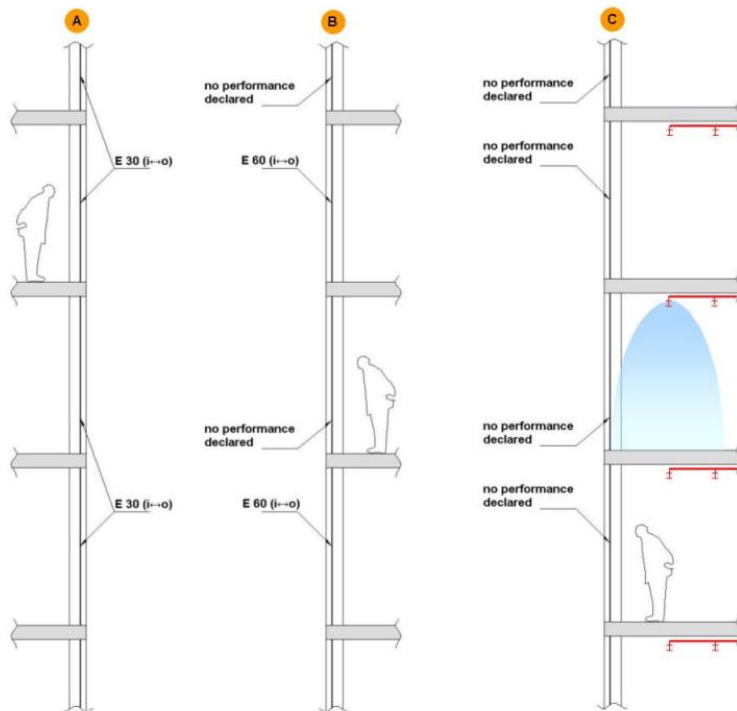 A
B
C
no performance
declared
no performance
declared
no performance
declared
E 30 (i↔o)
E 60 (i↔o)
no performance
declared
no performance
declared
no performance
declared
E 30 (i↔o)
E 60 (i↔o)